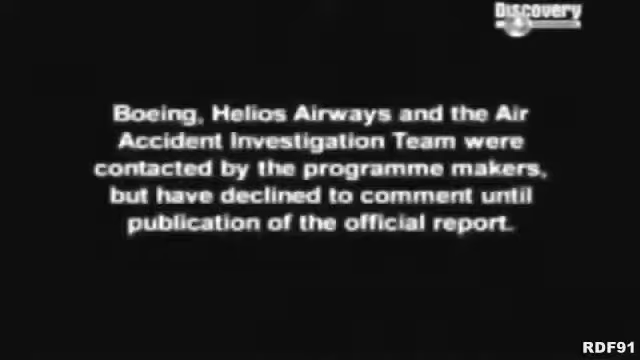 Discovery
Boeing, Helios Airways and the Air
Accident Investigation Team were
contacted by the programme makers,
but have declined to comment until
publication of the official report.
RDF91